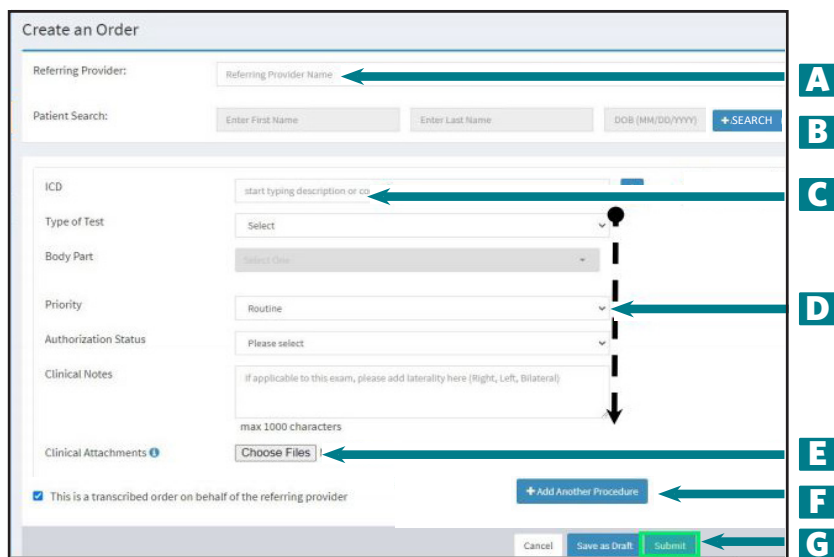 Create an Order
Referring Provider: Referring Provider Name A
Patient Search: Enter First Name Enter Last Name DOB (MM/DD/YYYY) +SEARCH B
ICD start typing description or co C
Type of Test Select
Body Part Select One
Priority Routine D
Authorization Status Please select
Clinical Notes If applicable to this exam, please add laterality here (Right, Left, Bilateral)
max 1000 characters
Clinical Attachments Choose Files E
This is a transcribed order on behalf of the referring provider +Add Another Procedure F
Cancel Save as Draft Submit G